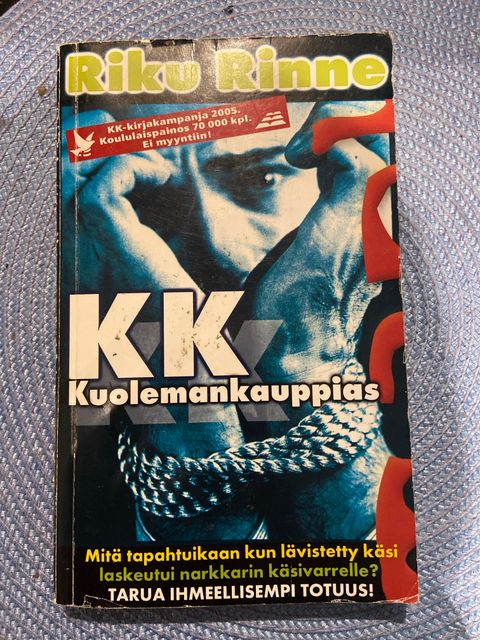 Riku Rinne
KK-kirjakampanja 2005.
Koululaispainos 70 000 kpl.
Ei myyntiin!
KK
Kuolemankauppias
Mitä tapahtuikaan kun lävistetty käsi
laskeutui narkkarin käsivarrelle?
TARUA IHMEELLISEMPI TOTUUS!